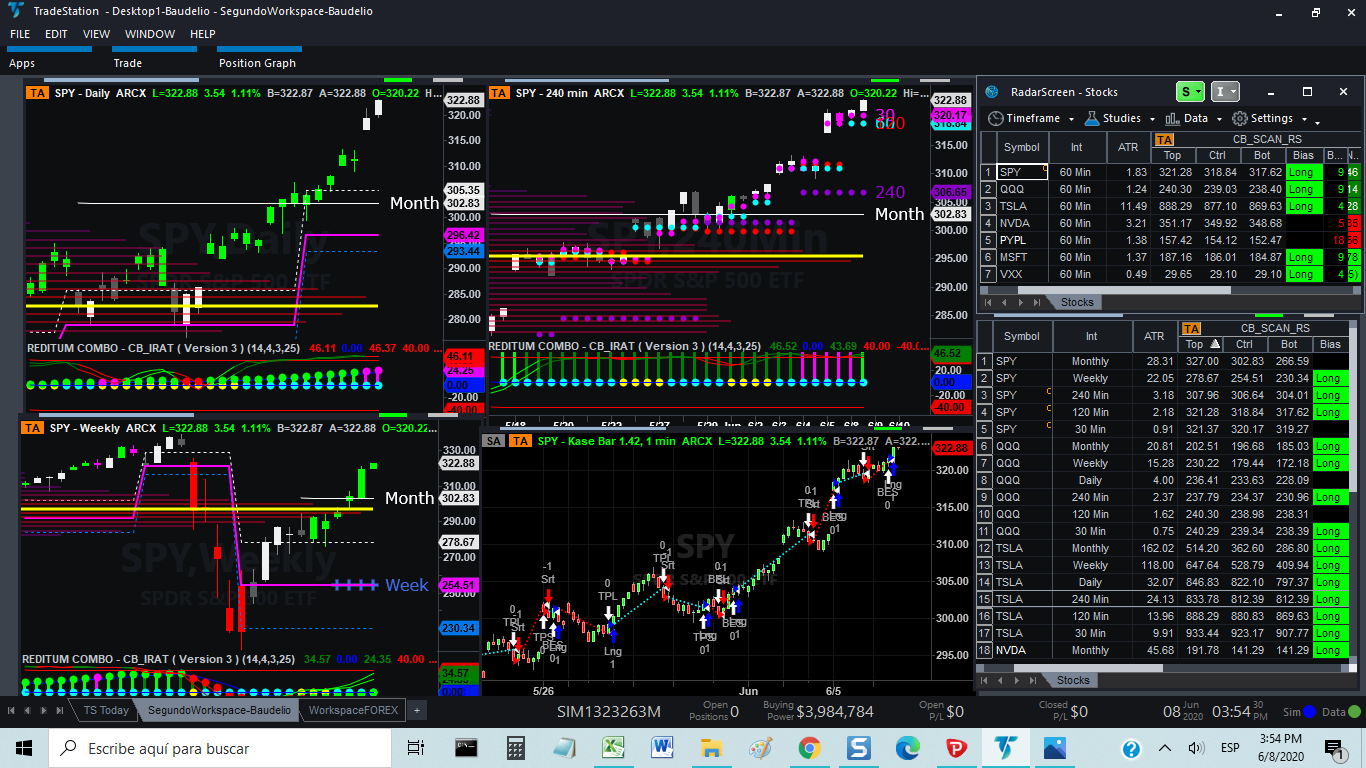 TradeStation - Desktop1-Baudelio - SegundoWorkspace-Baudelio
FILE EDIT VIEW WINDOW HELP
Apps Trade Position Graph
TA SPY - Daily ARCX L=322.88 3.54 1.11% B=322.87 A=322.88 O=320.22 H...
322.88
320.00
315.00
310.00
305.35
302.83
300.00
296.42
293.44
290.00
285.00
280.00
Month
SPY,Daily
SPDR S&P 500 ETF
REDITUM COMBO - CB_IRAT ( Version 3 ) (14,4,3,25) 46.11 0.00 46.37 40.00 ...
46.11
24.25
0.00
-20.00
-40.00
TA SPY - 240 min ARCX L=322.88 3.54 1.11% B=322.87 A=322.88 O=320.22 Hi=...
322.88
320.17
318.84
315.00
310.00
306.65
305.00
302.83
300.00
295.00
290.00
285.00
30
60
240
Month
SPDR S&P 500 ETF
REDITUM COMBO - CB_IRAT ( Version 3 ) (14,4,3,25) 46.52 0.00 43.69 40.00 -40.0...
46.52
20.00
0.00
-20.00
-40.00
TA SPY - Weekly ARCX L=322.88 3.54 1.11% B=322.87 A=322.88 O=320.22...
330.00
322.88
310.00
302.83
290.00
278.67
270.00
254.51
250.00
230.34
Month
Week
SPY,Weekly
SPDR S&P 500 ETF
REDITUM COMBO - CB_IRAT ( Version 3 ) (14,4,3,25) 34.57 0.00 24.35 40.00 ...
34.57
0.00
SA TA SPY - Kase Bar 1.42, 1 min ARCX L=322.88 3.54 1.11% B=322.87 A=322....
322.88
320.00
315.00
310.00
305.00
300.00
295.00
SPY
SPDR S&P 500 ETF
5/26 Jun 6/5
RadarScreen - Stocks
S I
Timeframe Studies Data Settings
Symbol Int ATR TA CB_SCAN_RS
Top Ctrl Bot Bias B... N..
1 SPY 60 Min 1.83 321.28 318.84 317.62 Long 9 46
2 QQQ 60 Min 1.24 240.30 239.03 238.40 Long 9 14
3 TSLA 60 Min 11.49 888.29 877.10 869.63 Long 4 28
4 NVDA 60 Min 3.21 351.17 349.92 348.68 5
5 PYPL 60 Min 1.38 157.42 154.12 152.47 18
6 MSFT 60 Min 1.37 187.16 186.01 184.87 Long 9 78
7 VXX 60 Min 0.49 29.65 29.10 29.10 Long 4
Stocks
Symbol Int ATR TA CB_SCAN_RS
Top Ctrl Bot Bias
1 SPY Monthly 28.31 327.00 302.83 266.59
2 SPY Weekly 22.05 278.67 254.51 230.34 Long
3 SPY 240 Min 3.18 307.96 306.64 304.01 Long
4 SPY 120 Min 2.18 321.28 318.84 317.62 Long
5 SPY 30 Min 0.91 321.37 320.17 319.27
6 QQQ Monthly 20.81 202.51 196.68 185.03 Long
7 QQQ Weekly 15.28 230.22 179.44 172.18 Long
8 QQQ Daily 4.00 236.41 233.63 228.09
9 QQQ 240 Min 2.37 237.79 234.37 230.96 Long
10 QQQ 120 Min 1.62 240.30 238.98 238.31
11 QQQ 30 Min 0.75 240.29 239.34 238.39 Long
12 TSLA Monthly 162.02 514.20 362.60 286.80 Long
13 TSLA Weekly 118.00 647.64 528.79 409.94 Long
14 TSLA Daily 32.07 846.83 822.10 797.37 Long
15 TSLA 240 Min 24.13 833.78 812.39 812.39 Long
16 TSLA 120 Min 13.96 888.29 880.83 869.63 Long
17 TSLA 30 Min 9.91 933.44 923.17 907.77 Long
18 NVDA Monthly 45.68 191.78 141.29 141.29 Long
Stocks
TS Today SegundoWorkspace-Baudelio WorkspaceFOREX +
SIM1323263M Open Positions 0 Buying Power $3,984,784 Open P/L $0 Closed P/L $0 08 Jun 2020 03:54 30 PM Sim Data
Escribe aquí para buscar
ESP
3:54 PM
6/8/2020
1